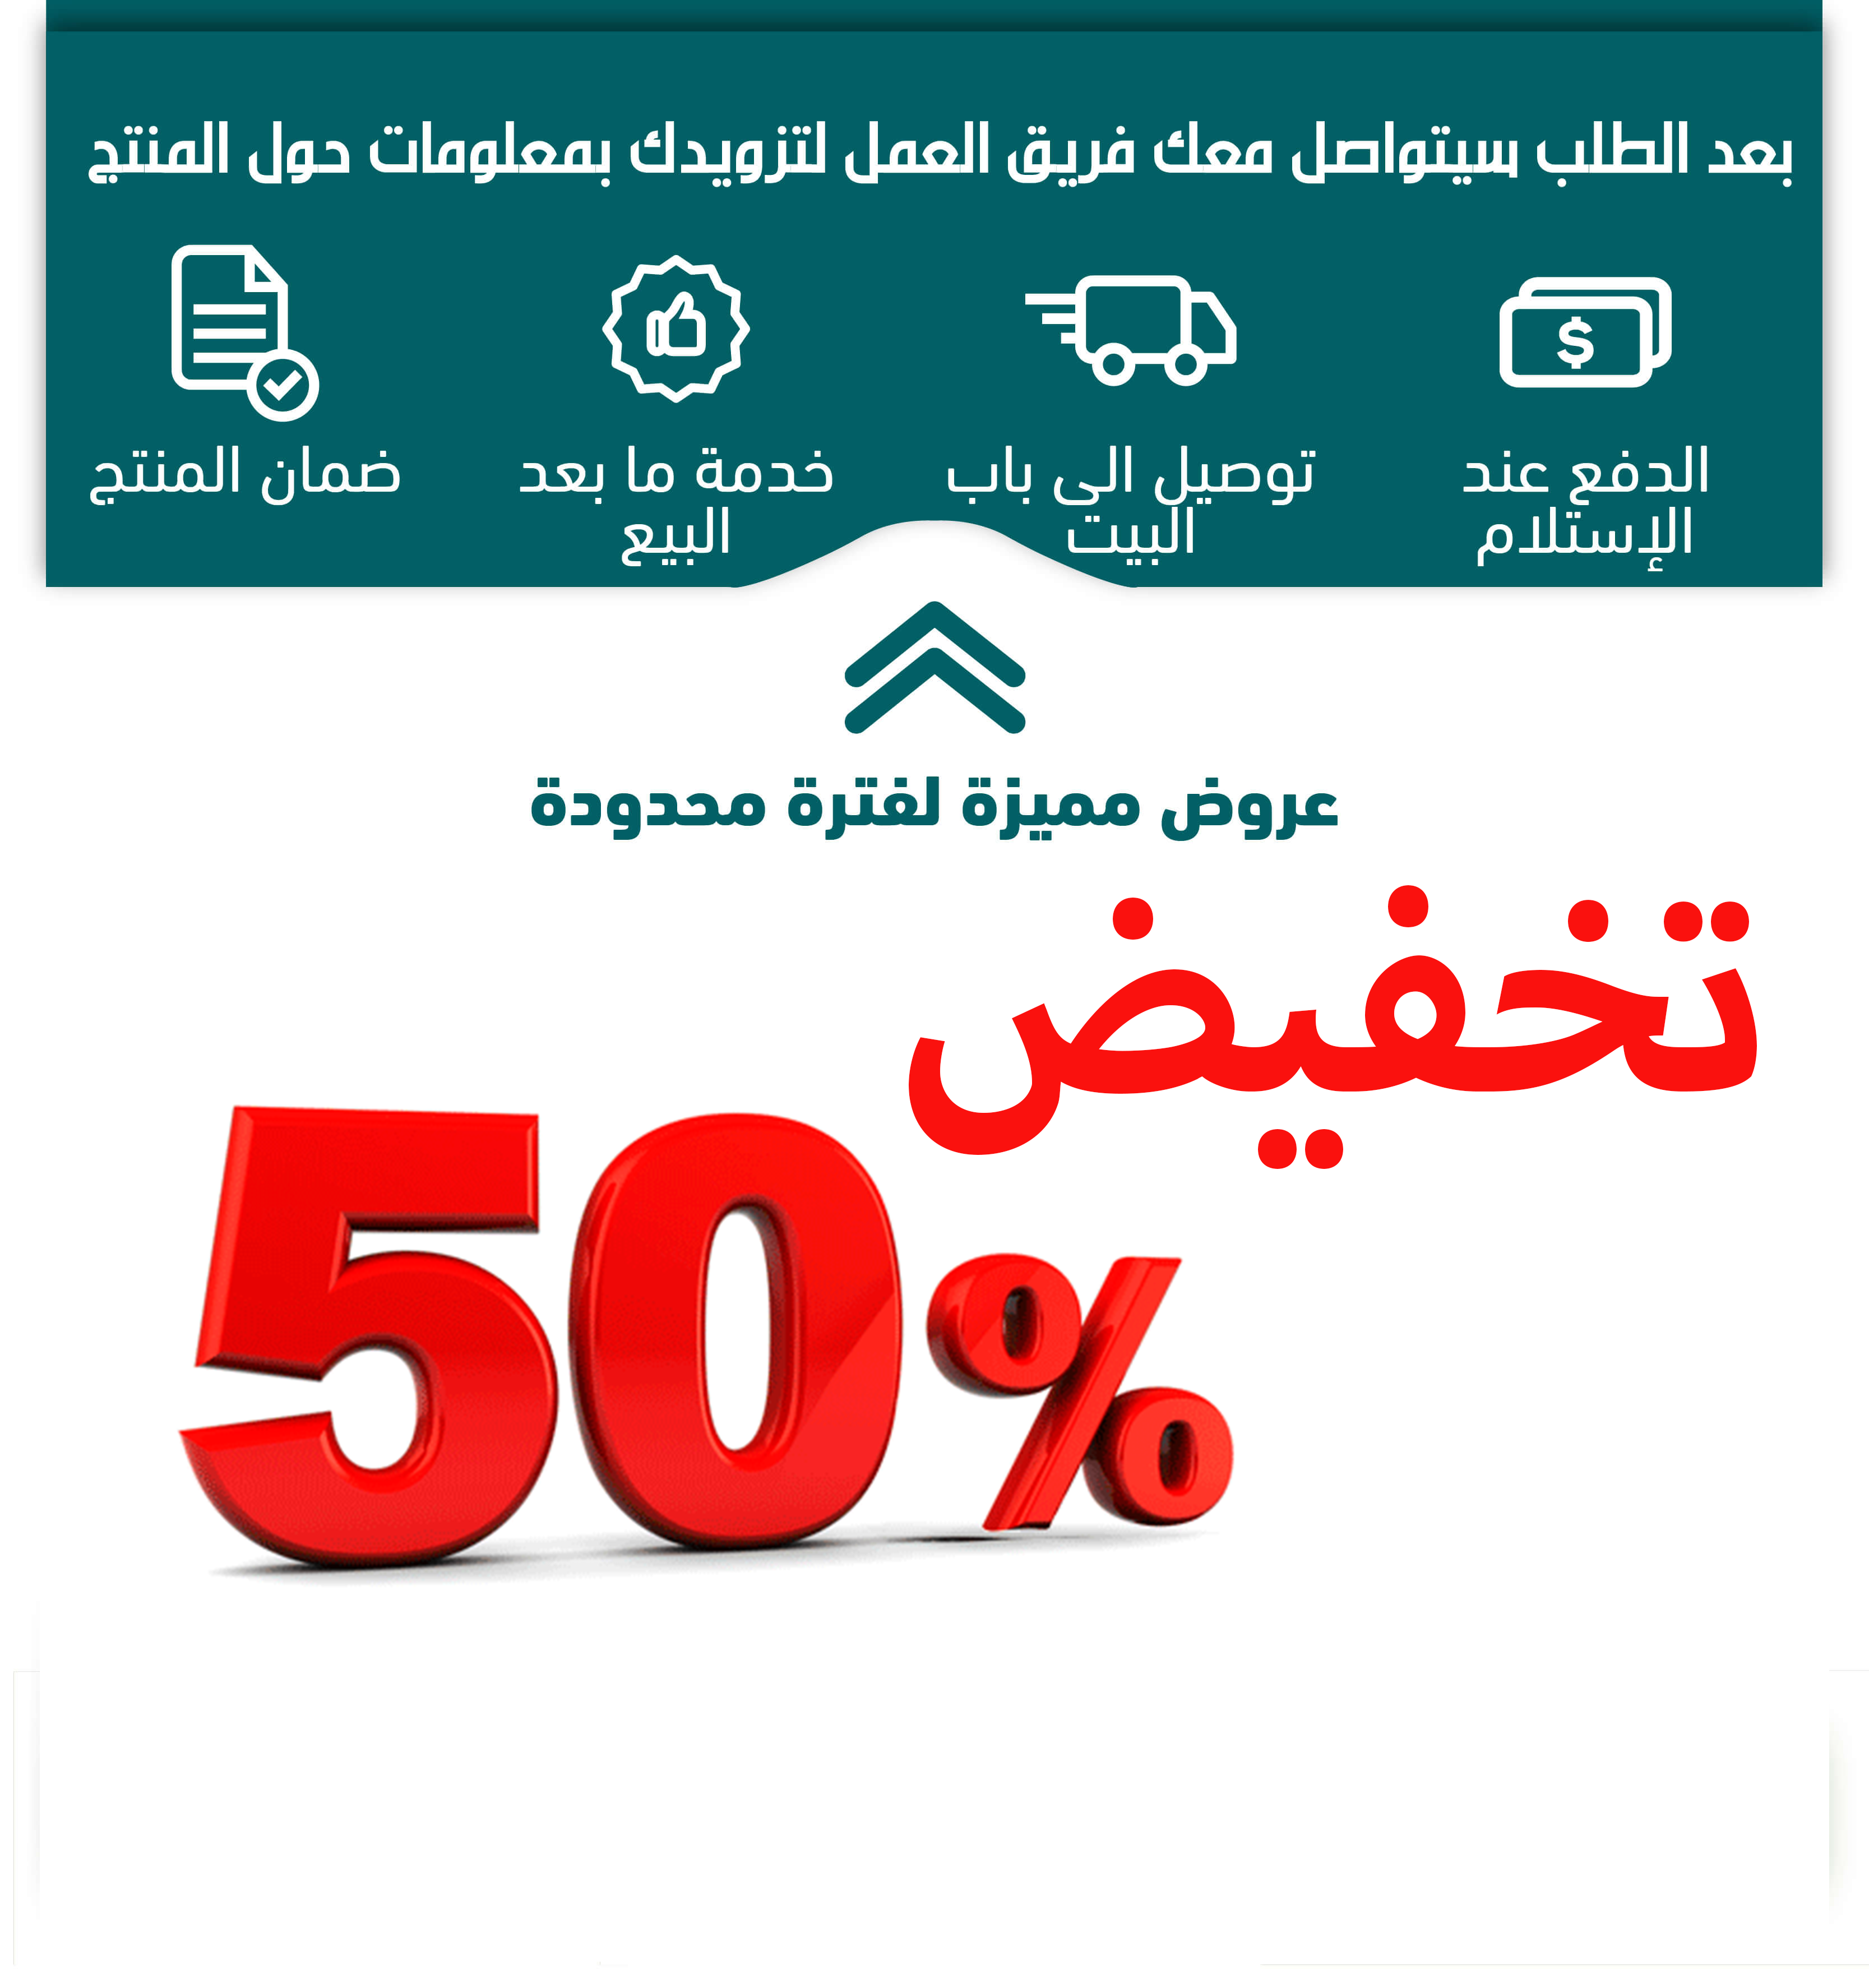 بعد الطلب سيتواصل معك فريق العمل لتزويدك بمعلومات حول المنتج
$
الدفع عند
الإستلام
توصيل الى باب
البيت
خدمة ما بعد
البيع
ضمان المنتج
عروض مميزة لفترة محدودة
تخفيض
50%